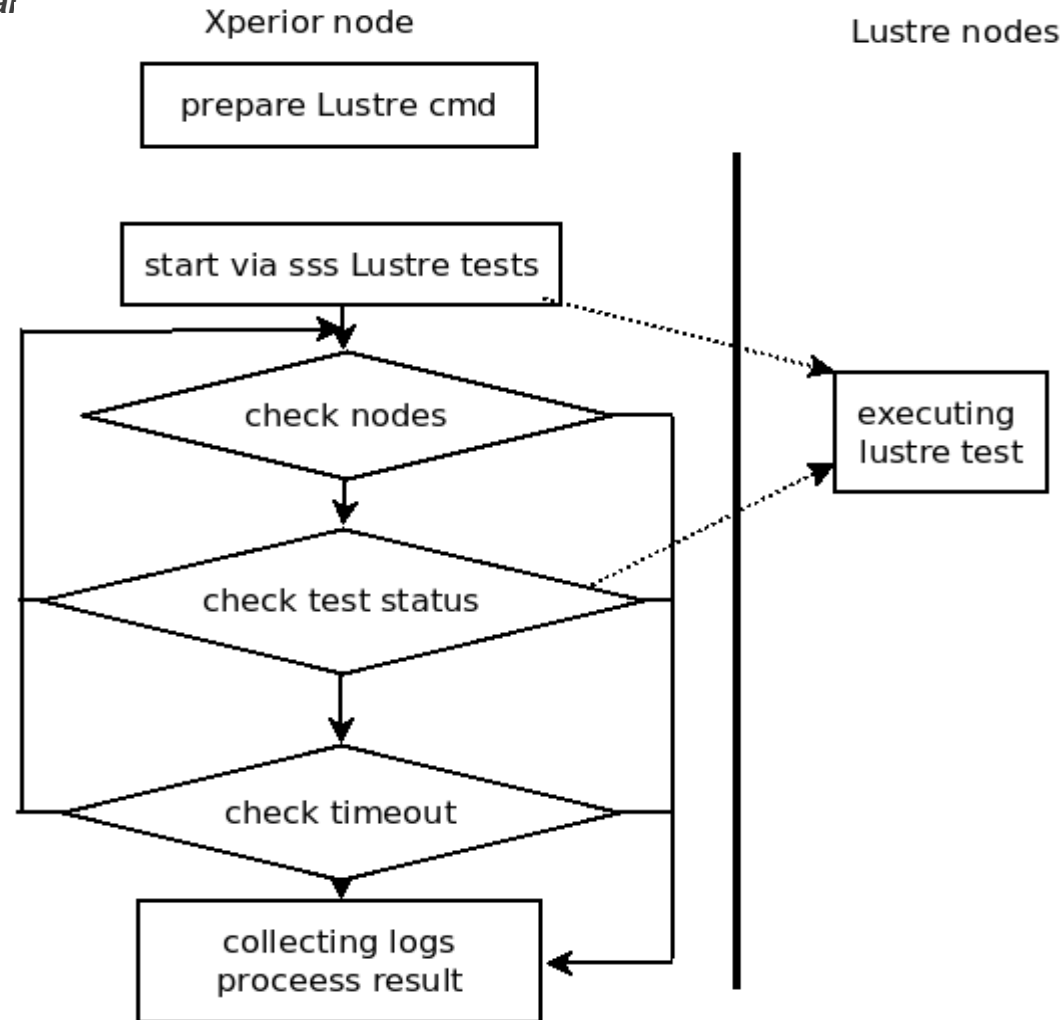 Xperior node
Lustre nodes
prepare Lustre cmd
start via sss Lustre tests
check nodes
executing
lustre test
check test status
check timeout
collecting logs
proceess result